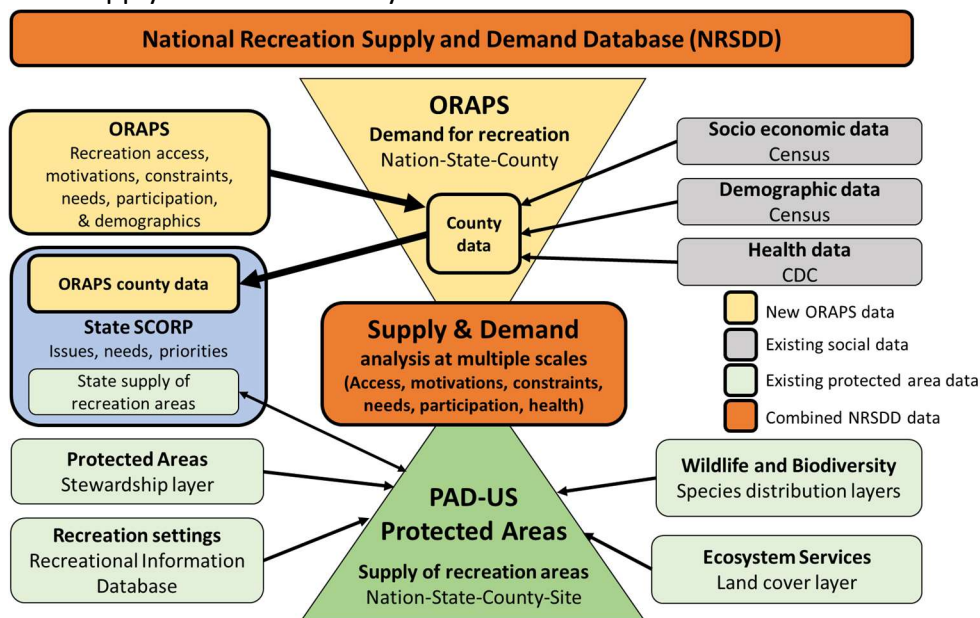 National Recreation Supply and Demand Database (NRSDD)
ORAPS
Demand for recreation
Nation-State-County
County
data
ORAPS
Recreation access,
motivations, constraints,
needs, participation,
& demographics
ORAPS county data
State SCORP
Issues, needs, priorities
State supply of
recreation areas
Socio economic data
Census
Demographic data
Census
Health data
CDC
New ORAPS data
Existing social data
Existing protected area data
Combined NRSDD data
Supply & Demand
analysis at multiple scales
(Access, motivations, constraints,
needs, participation, health)
Protected Areas
Stewardship layer
Recreation settings
Recreational Information
Database
PAD-US
Protected Areas
Supply of recreation areas
Nation-State-County-Site
Wildlife and Biodiversity
Species distribution layers
Ecosystem Services
Land cover layer